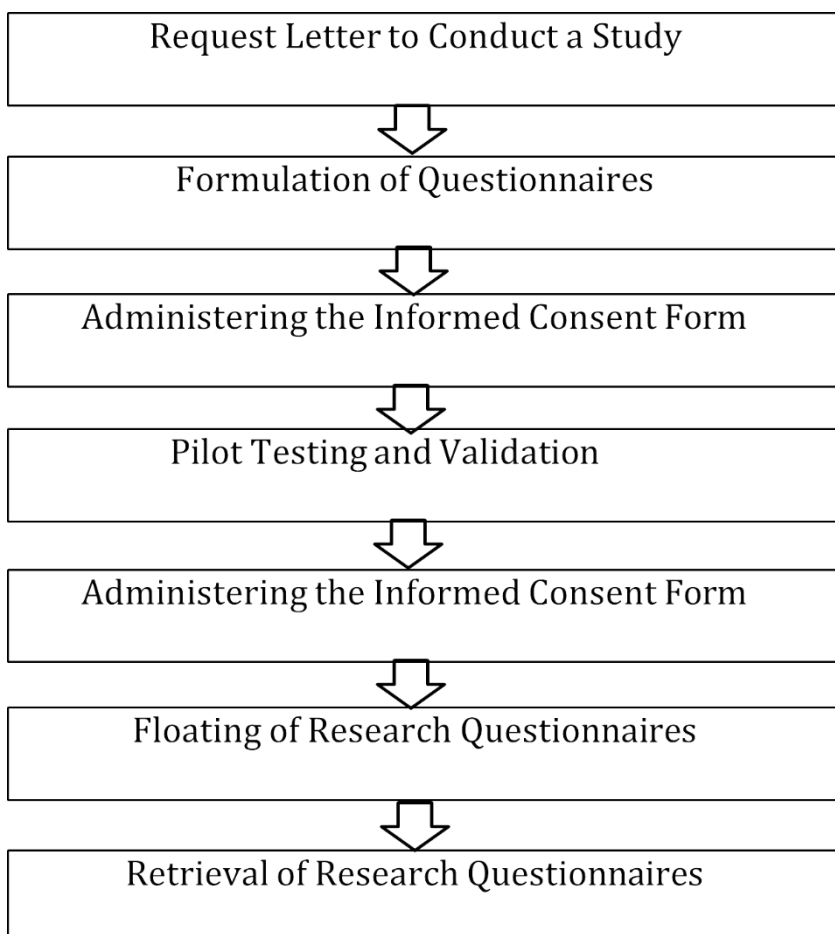 Request Letter to Conduct a Study
Formulation of Questionnaires
Administering the Informed Consent Form
Pilot Testing and Validation
Administering the Informed Consent Form
Floating of Research Questionnaires
Retrieval of Research Questionnaires